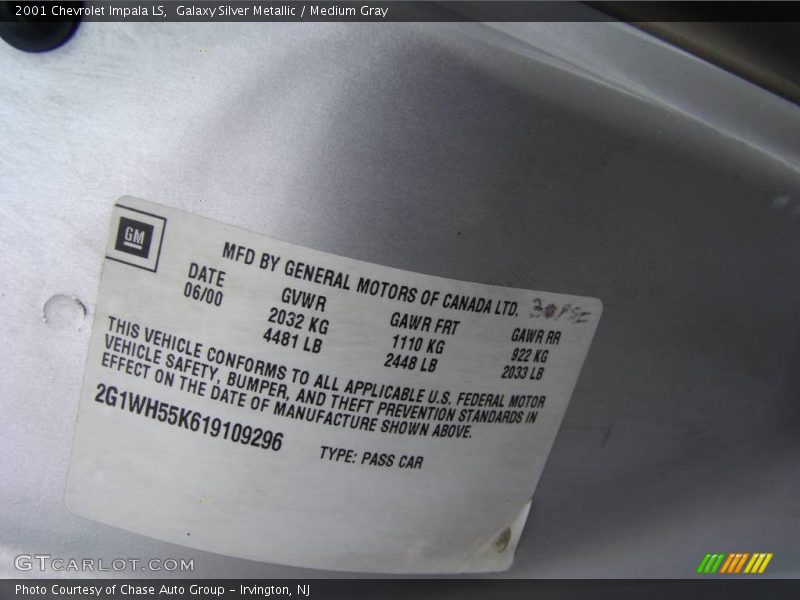 2001 Chevrolet Impala LS, Galaxy Silver Metallic / Medium Gray
GM
MFD BY GENERAL MOTORS OF CANADA LTD.
DATE GVWR GAWR FRT GAWR RR
06/00 2032 KG 1110 KG 922 KG
4481 LB 2448 LB 2033 LB
THIS VEHICLE CONFORMS TO ALL APPLICABLE U.S. FEDERAL MOTOR
VEHICLE SAFETY, BUMPER, AND THEFT PREVENTION STANDARDS IN
EFFECT ON THE DATE OF MANUFACTURE SHOWN ABOVE.
2G1WH55K619109296 TYPE: PASS CAR
GTCARLOT.COM
Photo Courtesy of Chase Auto Group - Irvington, NJ